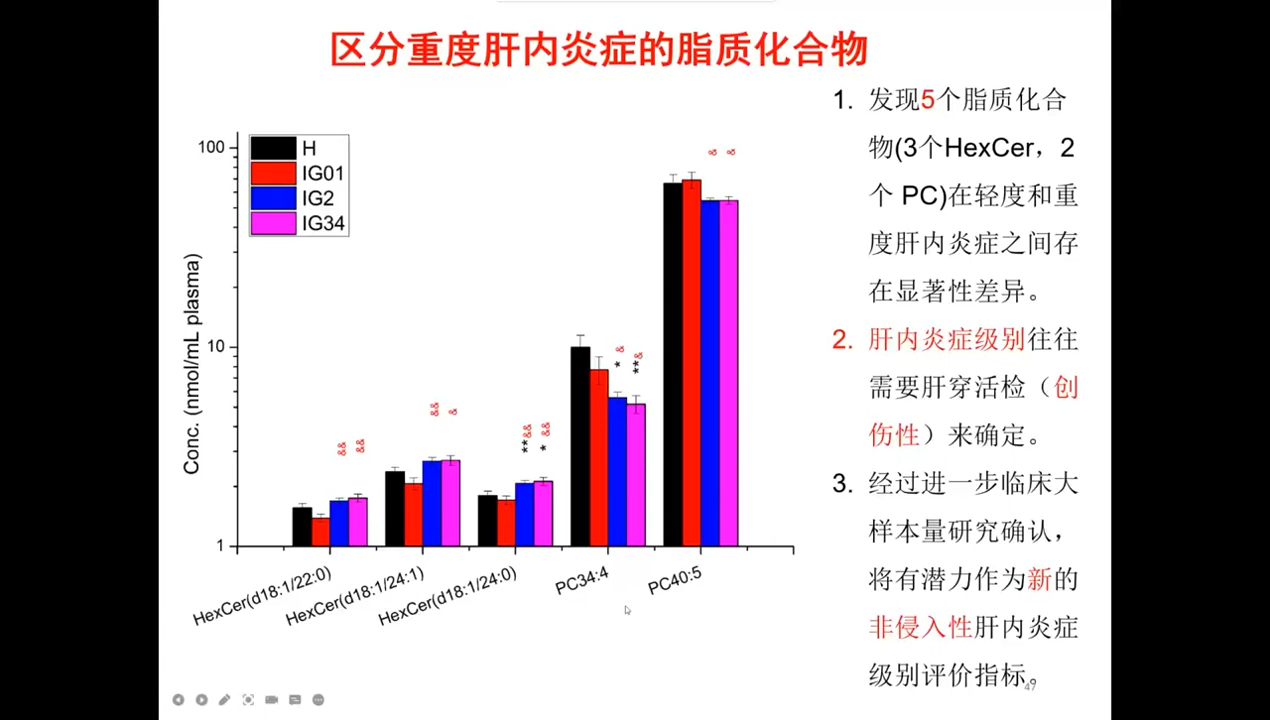 区分重度肝内炎症的脂质化合物
H
IG01
IG2
IG34
Conc. (nmol/mL plasma)
100
10
1
&& &&
&& &
**&& * &&
* & **&
& &
HexCer(d18:1/22:0)
HexCer(d18:1/24:1)
HexCer(d18:1/24:0)
PC34:4
PC40:5
1. 发现5个脂质化合
物(3个HexCer，2
个 PC)在轻度和重
度肝内炎症之间存
在显著性差异。
2. 肝内炎症级别往往
需要肝穿活检（创
伤性）来确定。
3. 经过进一步临床大
样本量研究确认，
将有潜力作为新的
非侵入性肝内炎症
级别评价指标。
47